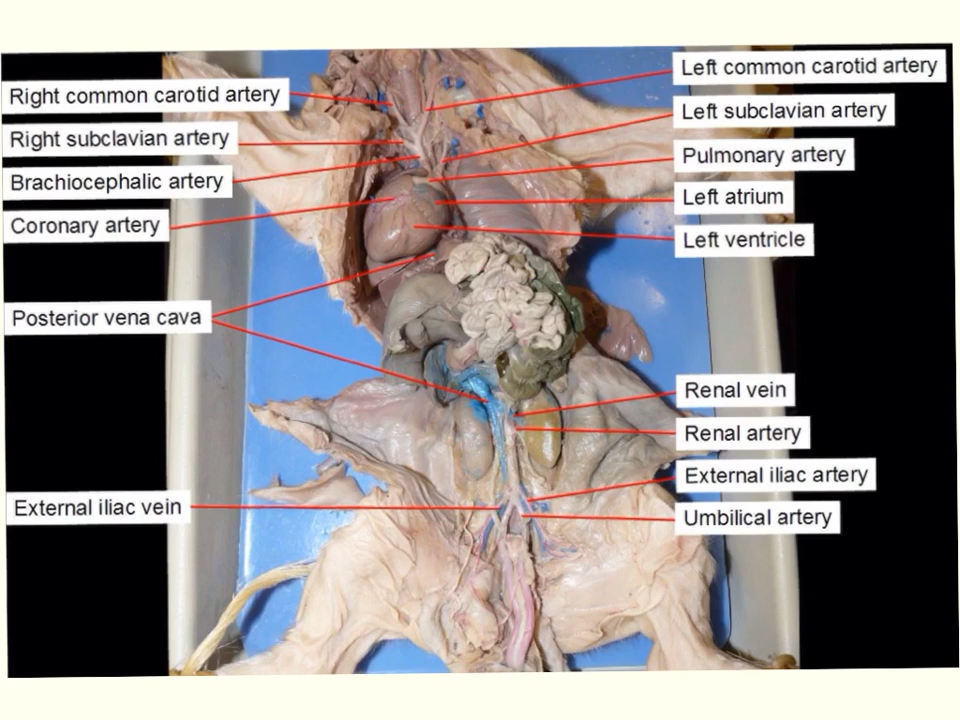 Right common carotid artery
Right subclavian artery
Brachiocephalic artery
Coronary artery
Posterior vena cava
External iliac vein
Left common carotid artery
Left subclavian artery
Pulmonary artery
Left atrium
Left ventricle
Renal vein
Renal artery
External iliac artery
Umbilical artery